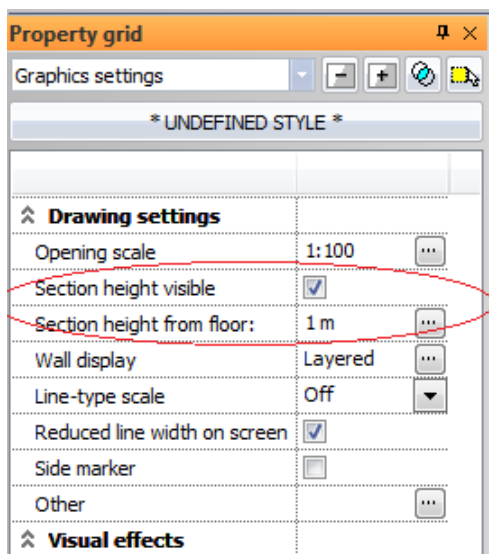 Property grid
Graphics settings
* UNDEFINED STYLE *
Drawing settings
Opening scale 1:100 ...
Section height visible
Section height from floor: 1 m ...
Wall display Layered ...
Line-type scale Off
Reduced line width on screen
Side marker
Other ...
Visual effects